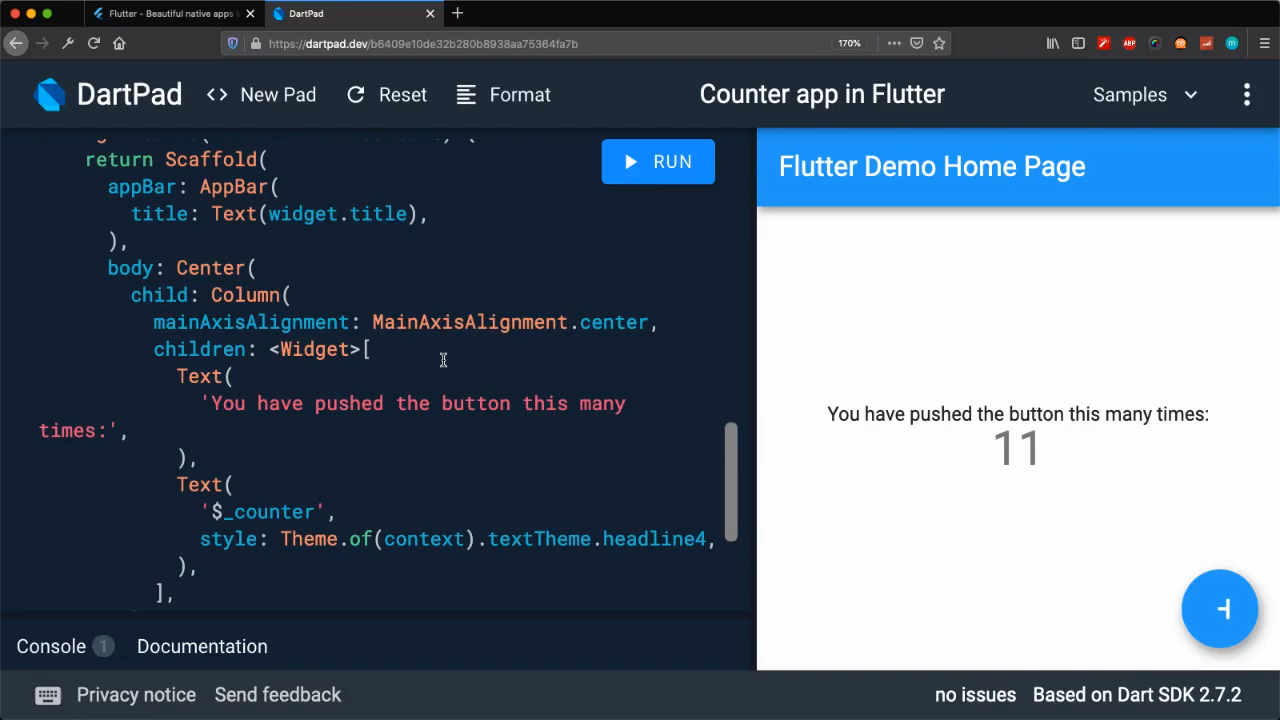 Flutter - Beautiful native apps
DartPad
https://dartpad.dev/b6409e10de32b280b8938aa75364fa7b
170%
ABP
m
DartPad
<> New Pad
Reset
Format
Counter app in Flutter
Samples
return Scaffold(
appBar: AppBar(
title: Text(widget.title),
),
body: Center(
child: Column(
mainAxisAlignment: MainAxisAlignment.center,
children: <Widget>[
Text(
'You have pushed the button this many
times:',
),
Text(
'$_counter',
style: Theme.of(context).textTheme.headline4,
),
],
RUN
Flutter Demo Home Page
You have pushed the button this many times:
11
Console 1
Documentation
Privacy notice
Send feedback
no issues
Based on Dart SDK 2.7.2